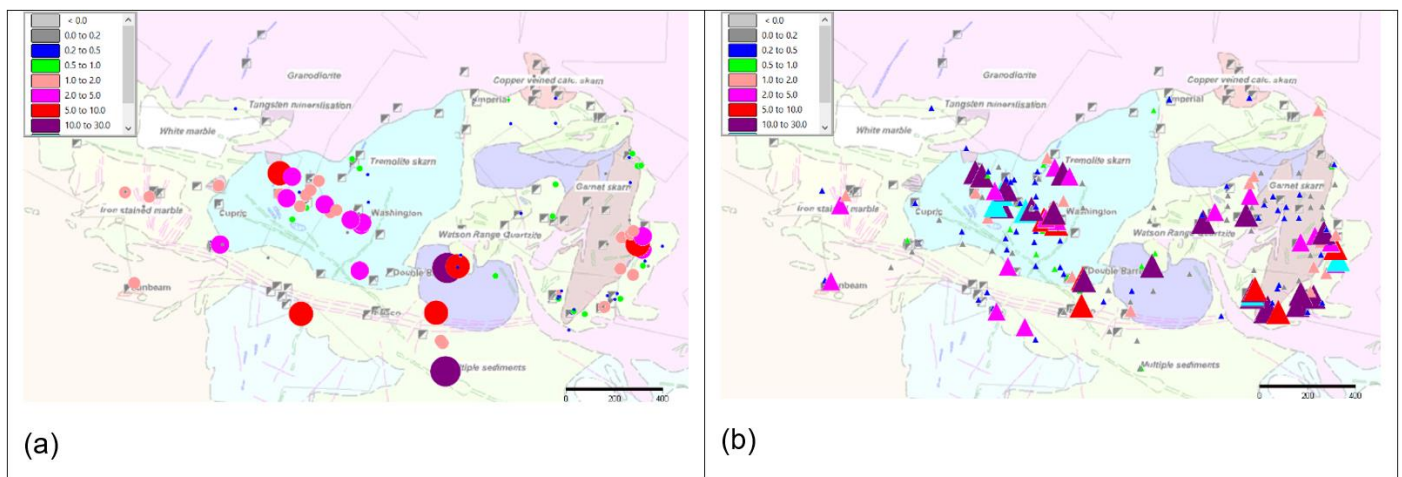 < 0.0
0.0 to 0.2
0.2 to 0.5
0.5 to 1.0
1.0 to 2.0
2.0 to 5.0
5.0 to 10.0
10.0 to 30.0
Granodiorite
Copper veined calc. skarn
Imperial
Tungsten mineralisation
White marble
Tremolite skarn
Garnet skarn
Iron stained marble
Cupric
Washington
Watson Range Quartzite
Double Bar
unbeam
tiple sediments
0 200 400
(a)
< 0.0
0.0 to 0.2
0.2 to 0.5
0.5 to 1.0
1.0 to 2.0
2.0 to 5.0
5.0 to 10.0
10.0 to 30.0
Granodiorite
Copper veined calc. skarn
Imperial
Tungsten mineralisation
White marble
Tremolite skarn
Garnet skarn
Iron stained marble
Cupric
Washington
Watson Range Quartzite
Double Barr
unbeam
Multiple sediments
0 200 400
(b)